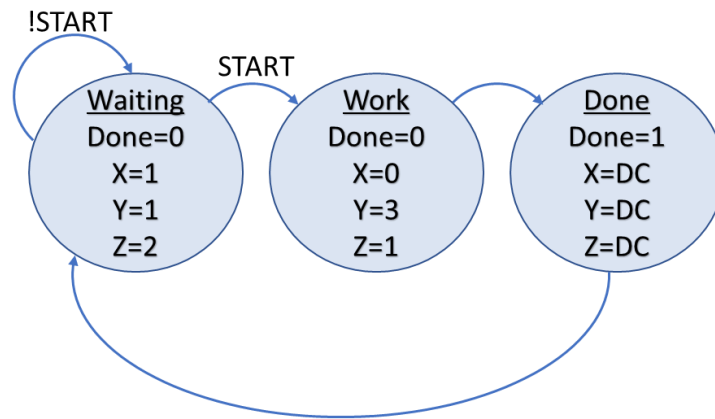 !START
START
Waiting
Done=0
X=1
Y=1
Z=2
Work
Done=0
X=0
Y=3
Z=1
Done
Done=1
X=DC
Y=DC
Z=DC